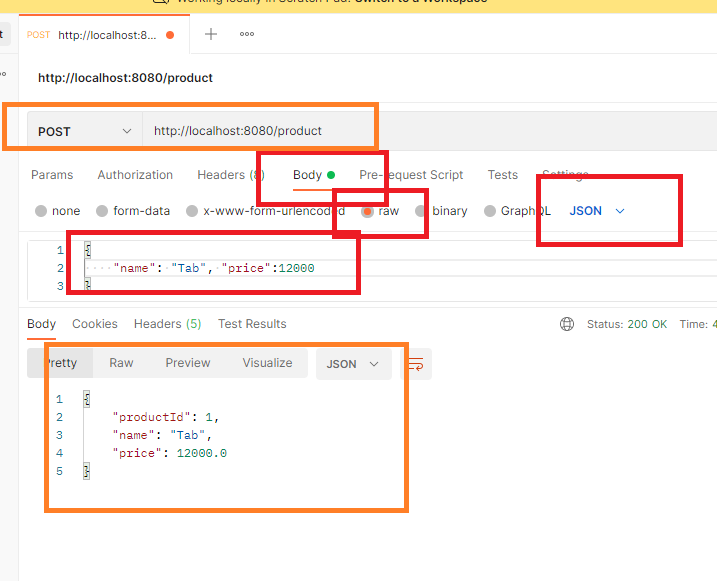 Working locally in Scratch Pad. Switch to a Workspace
t POST http://localhost:8...
http://localhost:8080/product
POST http://localhost:8080/product
Params Authorization Headers (8) Body Pre-request Script Tests Settings
none form-data x-www-form-urlencoded raw binary GraphQL JSON
1 {
2 "name": "Tab", "price":12000
3 }
Body Cookies Headers (5) Test Results Status: 200 OK Time: 4
Pretty Raw Preview Visualize JSON
1 {
2 "productId": 1,
3 "name": "Tab",
4 "price": 12000.0
5 }